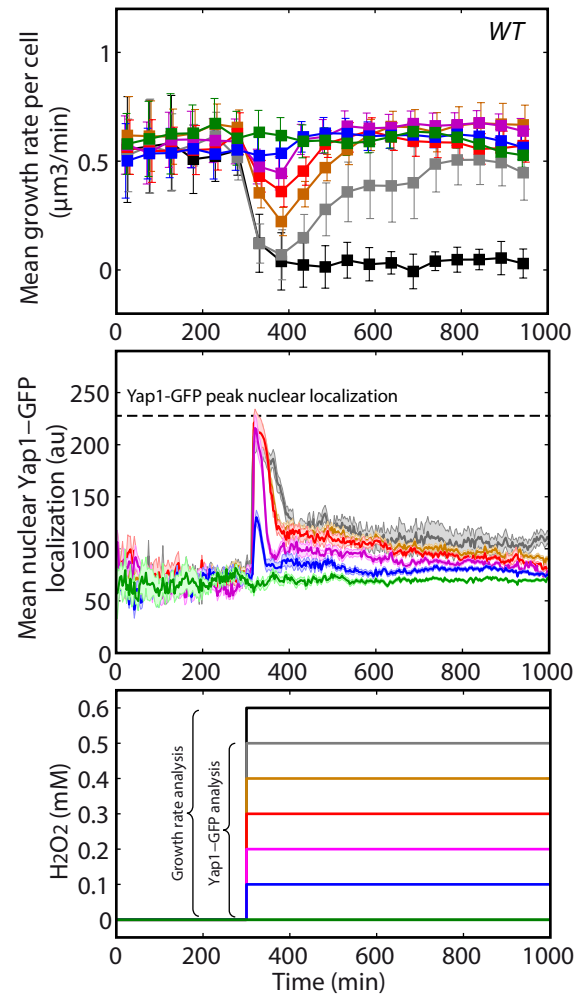 WT
Mean growth rate per cell
(µm3/min)
1
0.5
0
0 200 400 600 800 1000
Yap1-GFP peak nuclear localization
Mean nuclear Yap1−GFP
localization (au)
250
200
150
100
50
0
0 200 400 600 800 1000
H2O2 (mM)
0.6
0.5
0.4
0.3
0.2
0.1
0
Growth rate analysis
Yap1−GFP analysis
0 200 400 600 800 1000
Time (min)